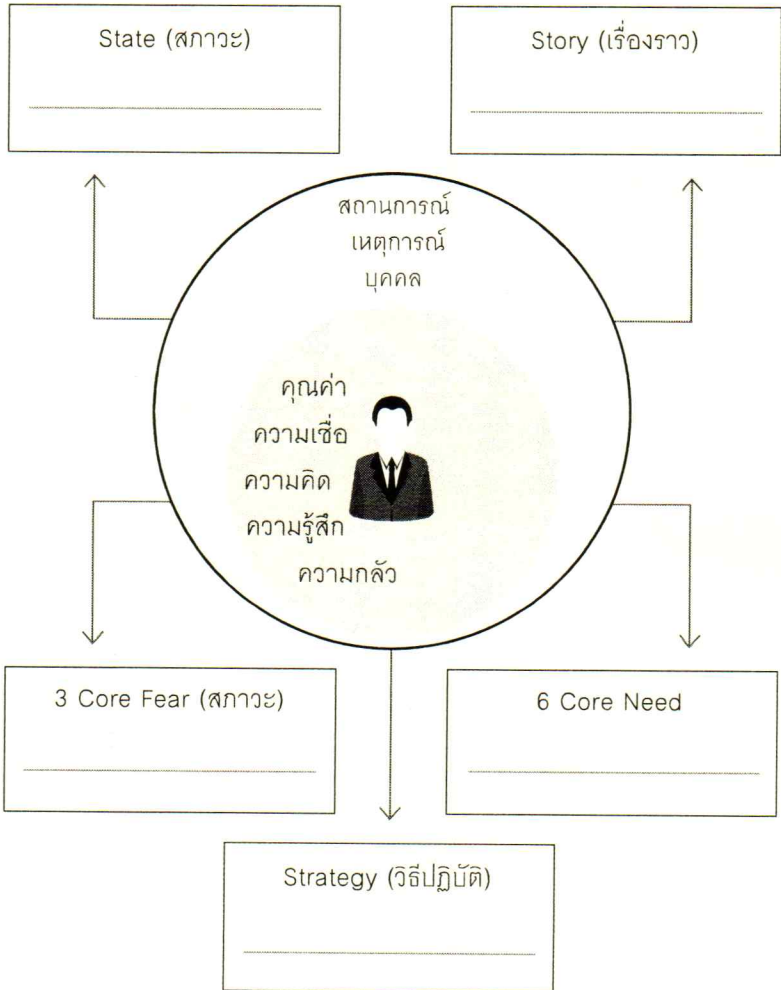 State (สภาวะ)
Story (เรื่องราว)
สถานการณ์
เหตุการณ์
บุคคล
คุณค่า
ความเชื่อ
ความคิด
ความรู้สึก
ความกลัว
3 Core Fear (สภาวะ)
6 Core Need
Strategy (วิธีปฏิบัติ)